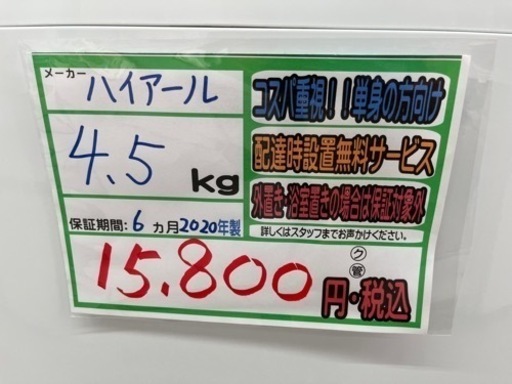 メーカー ハイアール
4.5 kg
保証期間:6カ月2020年製
コスパ重視!!単身の方向け
配達時設置無料サービス
外置き・浴室置きの場合は保証対象外
詳しくはスタッフまでお声かけください。
15.800 円・税込
ク
管